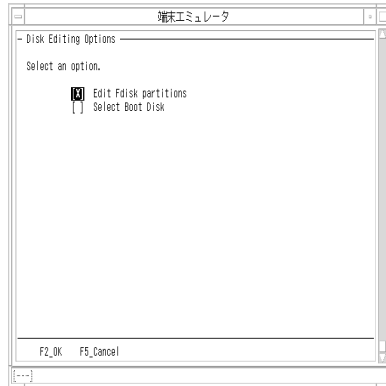 端末エミュレータ
Disk Editing Options
Select an option.
[X] Edit Fdisk partitions
[ ] Select Boot Disk
F2_OK F5_Cancel
[---]